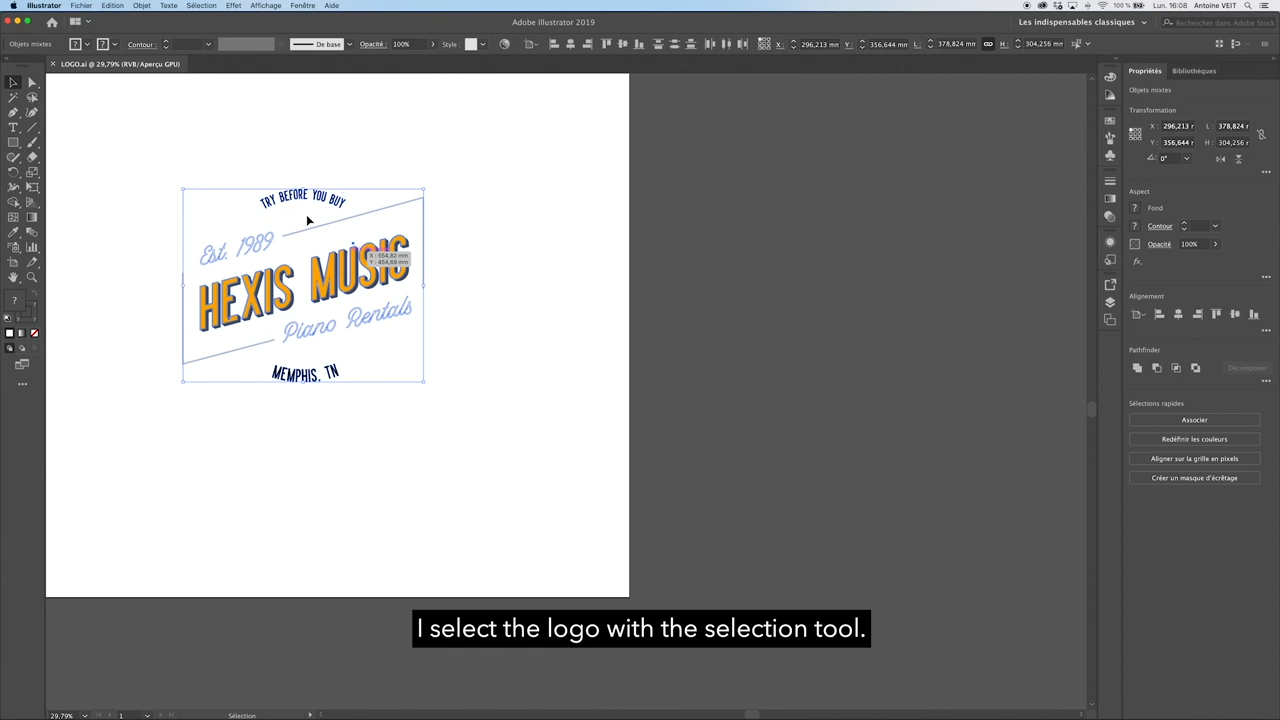 Illustrator Fichier Edition Objet Texte Sélection Effet Affichage Fenêtre Aide
100 % Lun. 16:08 Antoine VEIT
Adobe Illustrator 2019
Les indispensables classiques
Rechercher dans Adobe Stock
Objets mixtes
Contour :
De base
Opacité : 100%
Style :
X : 296,213 mm Y : 356,644 mm L : 378,824 mm H : 304,256 mm
LOGO.ai @ 29,79% (RVB/Aperçu GPU)
TRY BEFORE YOU BUY
Est. 1989
HEXIS MUSIC
X : 554,82 mm
Y : 454,69 mm
Piano Rentals
MEMPHIS, TN
Propriétés Bibliothèques
Objets mixtes
Transformation
X : 296,213 r L : 378,824 r
Y : 356,644 r H : 304,256 r
0°
Aspect
? Fond
? Contour
Opacité 100%
fx.
Alignement
Pathfinder
Décomposer
Sélections rapides
Associer
Redéfinir les couleurs
Aligner sur la grille en pixels
Créer un masque d'écrêtage
I select the logo with the selection tool.
29,79% 1 Sélection